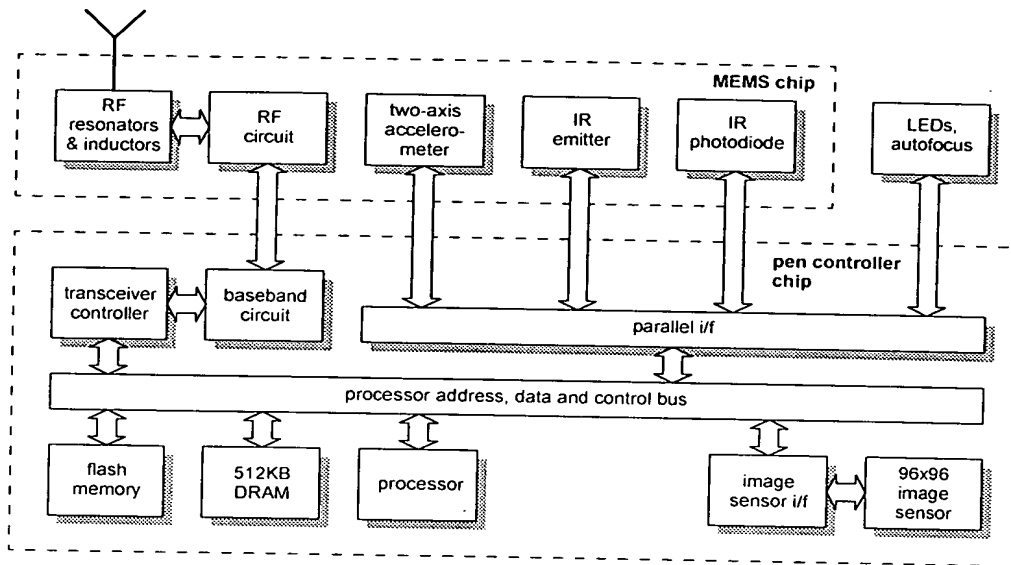 MEMS chip
RF
resonators
& inductors
RF
circuit
two-axis
accelero-
meter
IR
emitter
IR
photodiode
LEDs,
autofocus
pen controller
chip
transceiver
controller
baseband
circuit
parallel i/f
processor address, data and control bus
flash
memory
512KB
DRAM
processor
image
sensor i/f
96x96
image
sensor